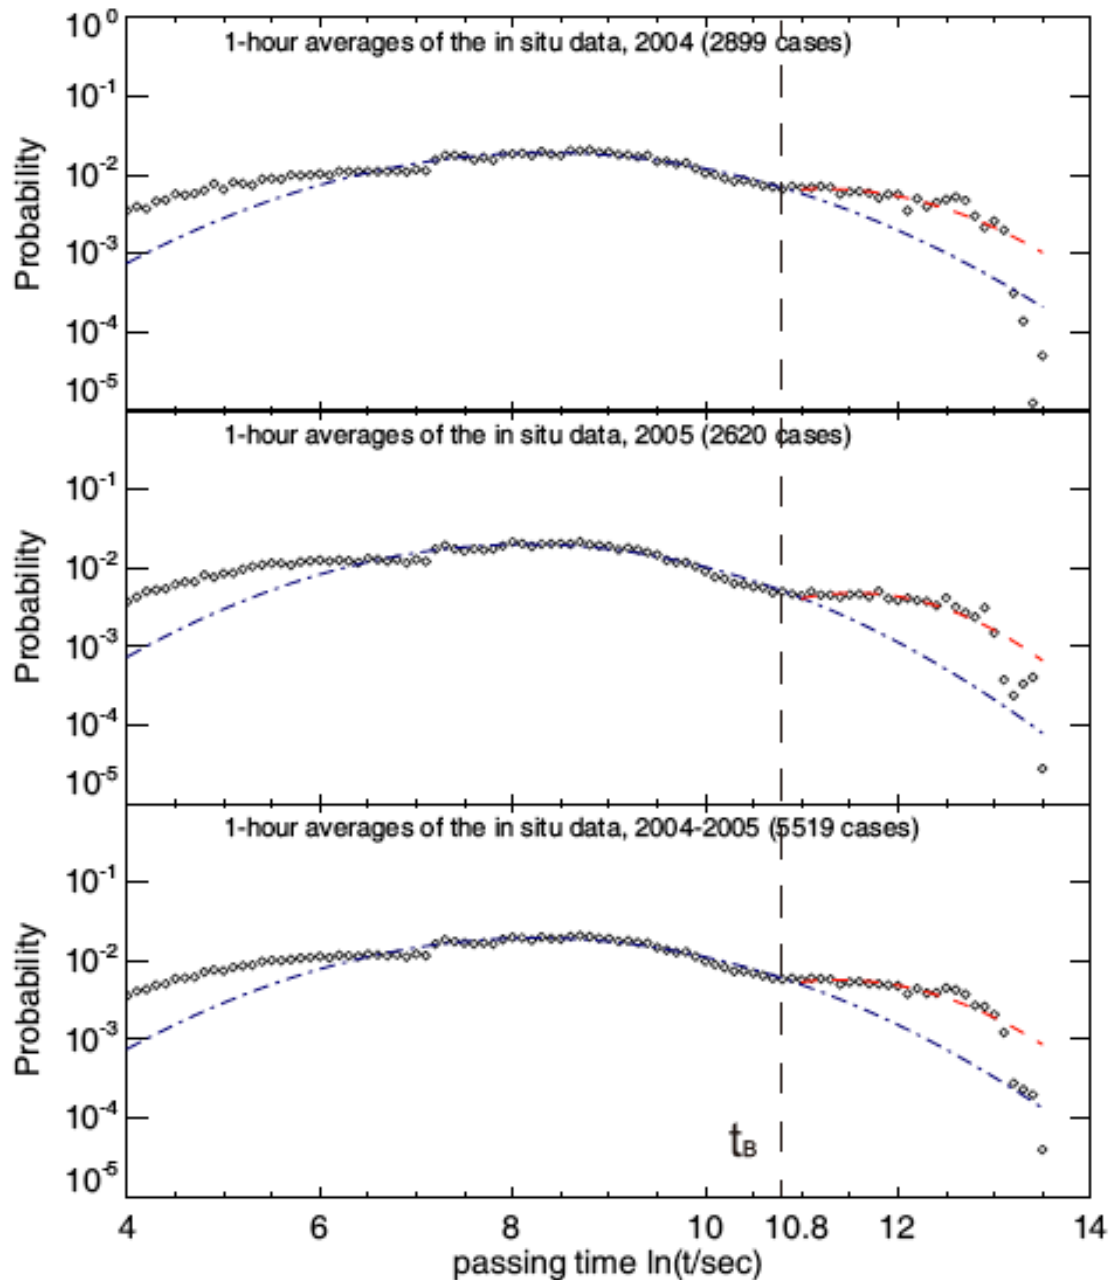 10^0
1-hour averages of the in situ data, 2004 (2899 cases)
10^-1
10^-2
10^-3
10^-4
10^-5
Probability
1-hour averages of the in situ data, 2005 (2620 cases)
10^-1
10^-2
10^-3
10^-4
10^-5
Probability
1-hour averages of the in situ data, 2004-2005 (5519 cases)
10^-1
10^-2
10^-3
10^-4
10^-5
Probability
t_B
4 6 8 10 10.8 12 14
passing time ln(t/sec)